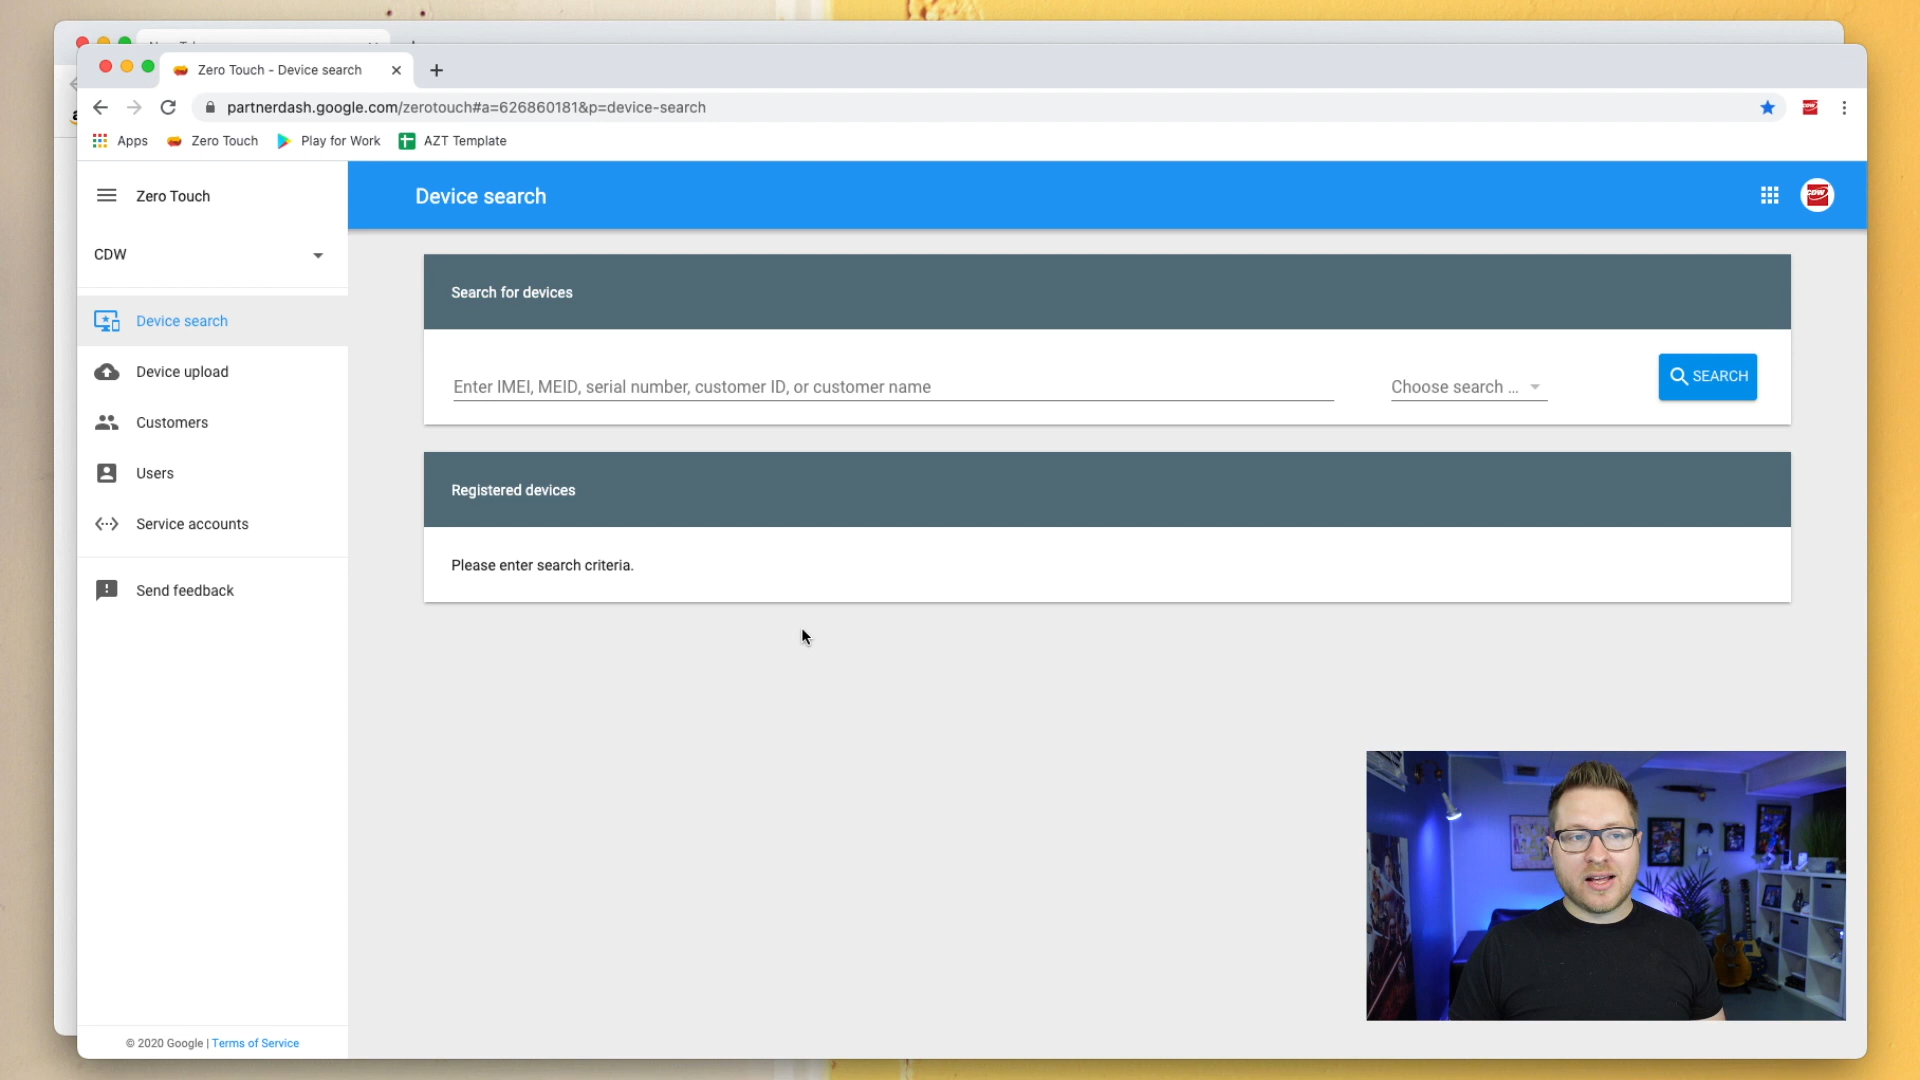 Zero Touch - Device search
partnerdash.google.com/zerotouch#a=626860181&p=device-search
Apps
Zero Touch
Play for Work
AZT Template
Zero Touch
Device search
CDW
CDW
Search for devices
Device search
Enter IMEI, MEID, serial number, customer ID, or customer name
Choose search ...
SEARCH
Device upload
Customers
Users
Registered devices
Service accounts
Please enter search criteria.
Send feedback
© 2020 Google | Terms of Service